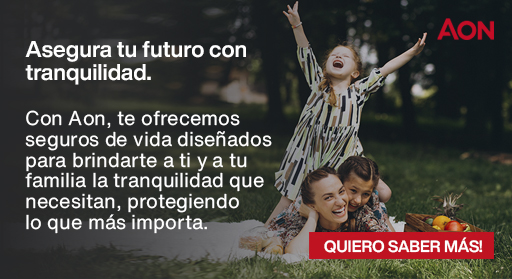 AON
Asegura tu futuro con
tranquilidad.
Con Aon, te ofrecemos
seguros de vida diseñados
para brindarte a ti y a tu
familia la tranquilidad que
necesitan, protegiendo
lo que más importa.
QUIERO SABER MÁS!